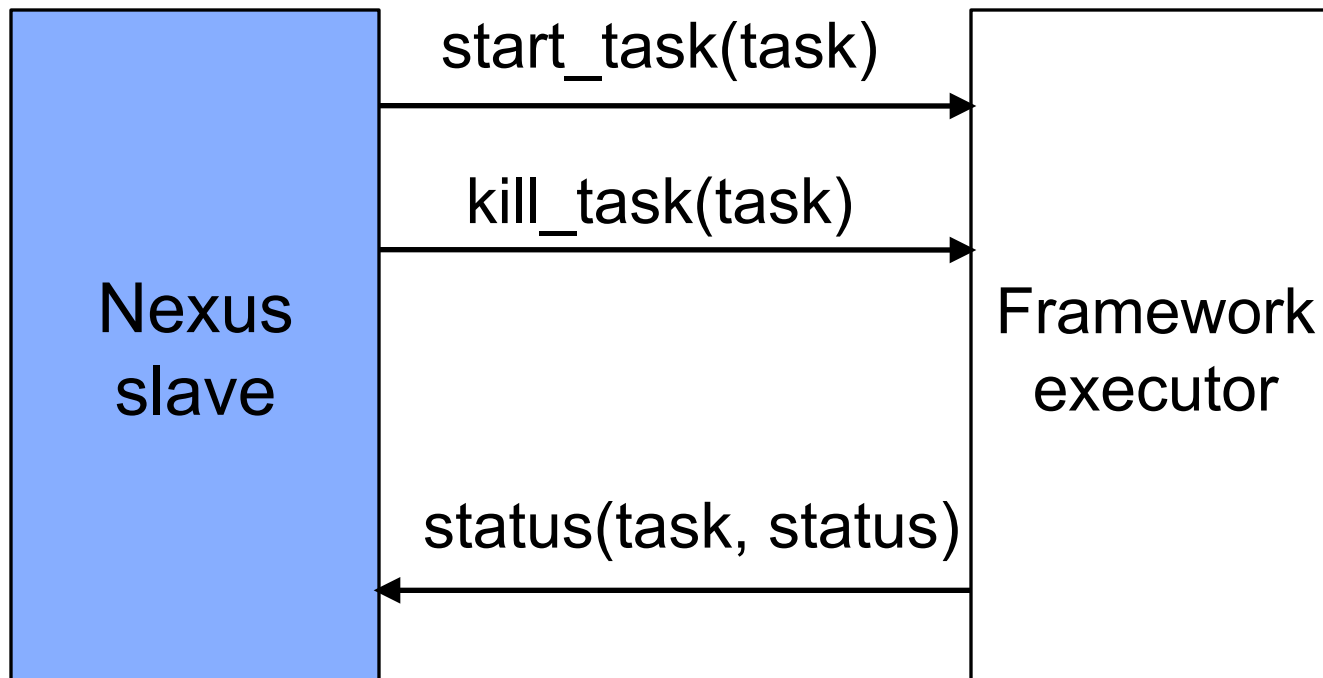 start_task(task)
kill_task(task)
Nexus
slave
Framework
executor
status(task, status)